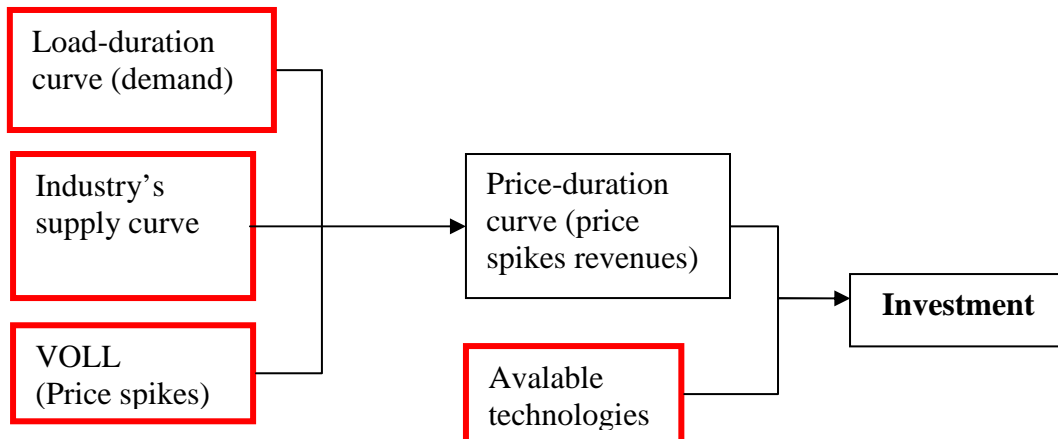 Load-duration
curve (demand)
Industry's
supply curve
VOLL
(Price spikes)
Price-duration
curve (price
spikes revenues)
Avalable
technologies
Investment